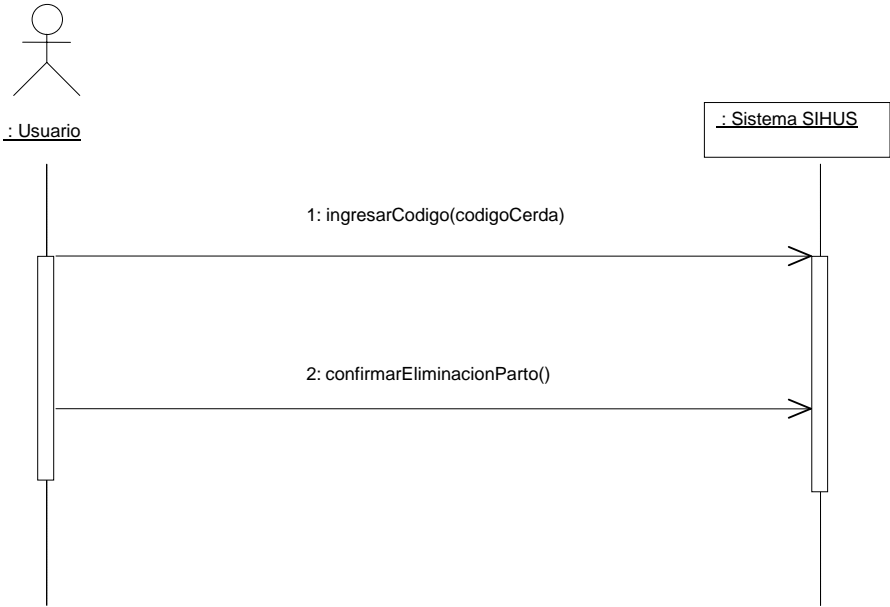 : Usuario
: Sistema SIHUS
1: ingresarCodigo(codigoCerda)
2: confirmarEliminacionParto()